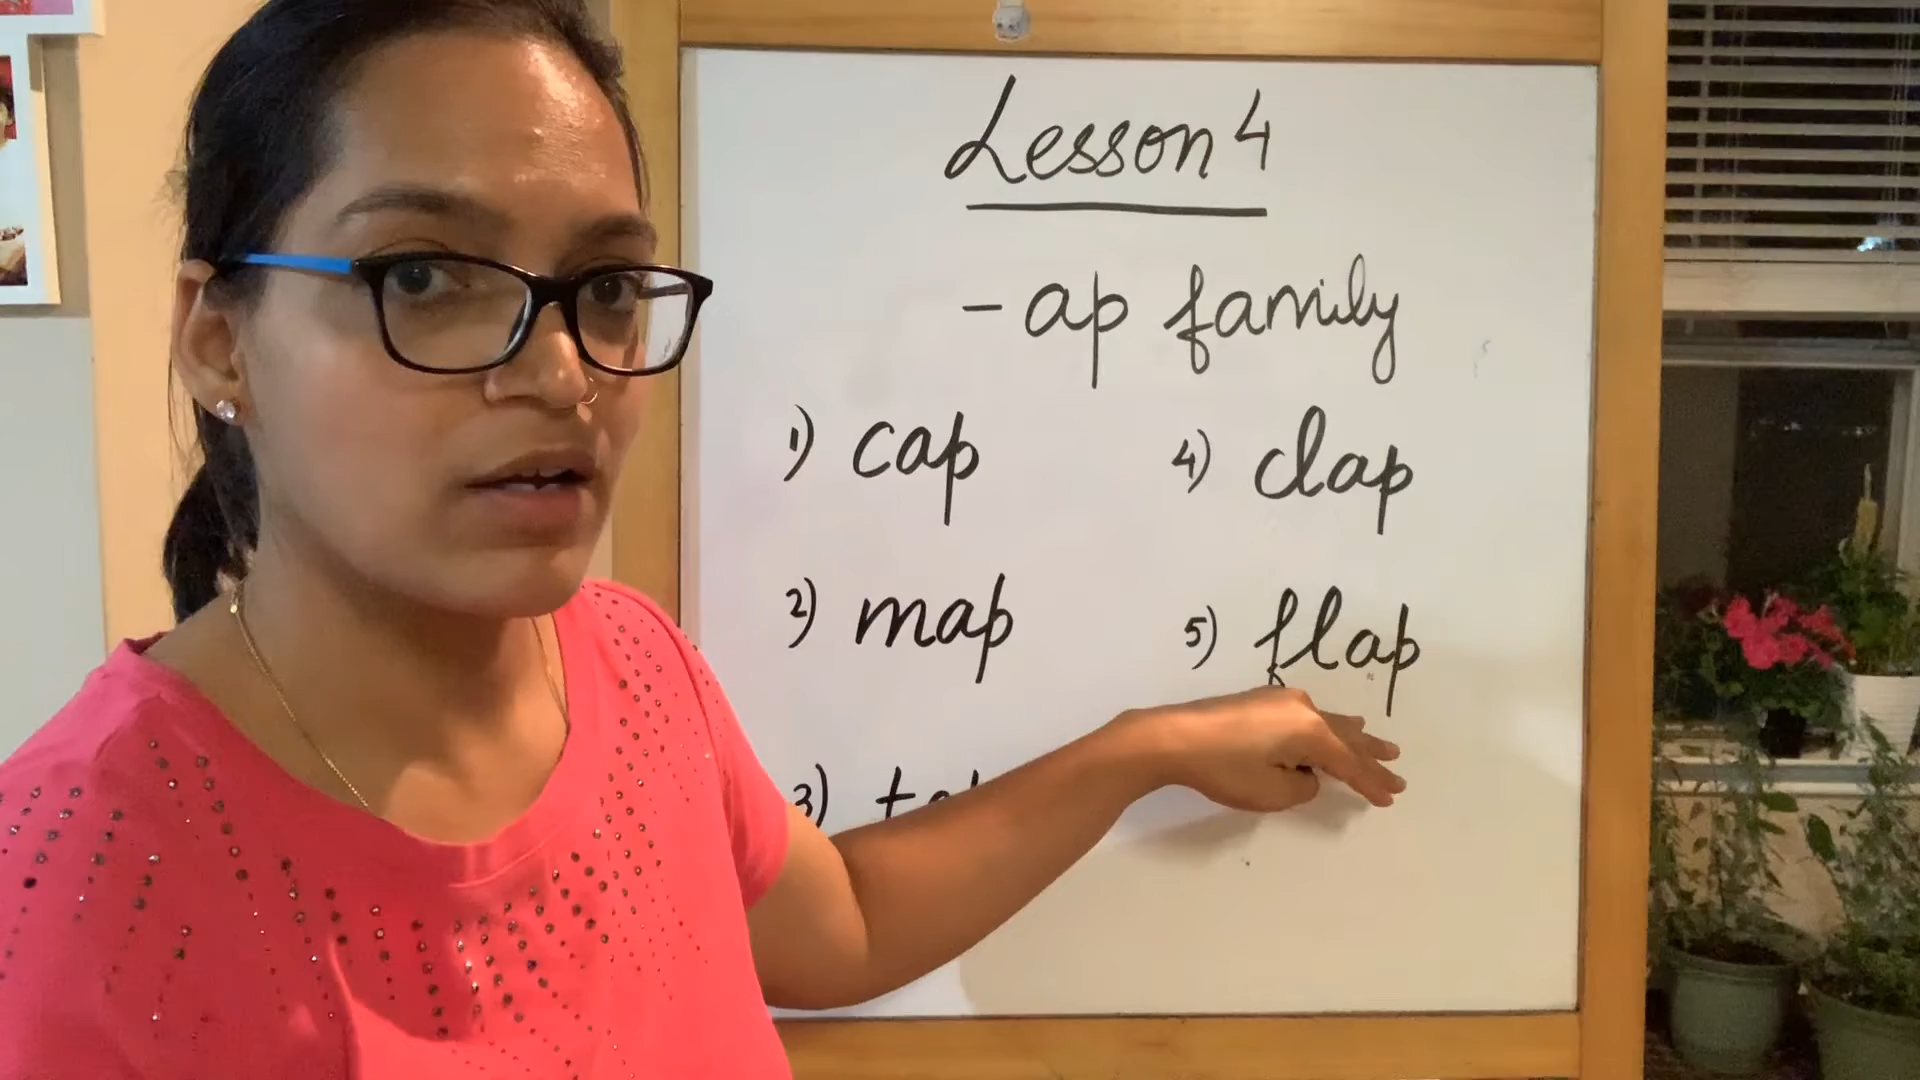 Lesson 4
- ap family
1) cap
2) map
3)
4) clap
5) flap